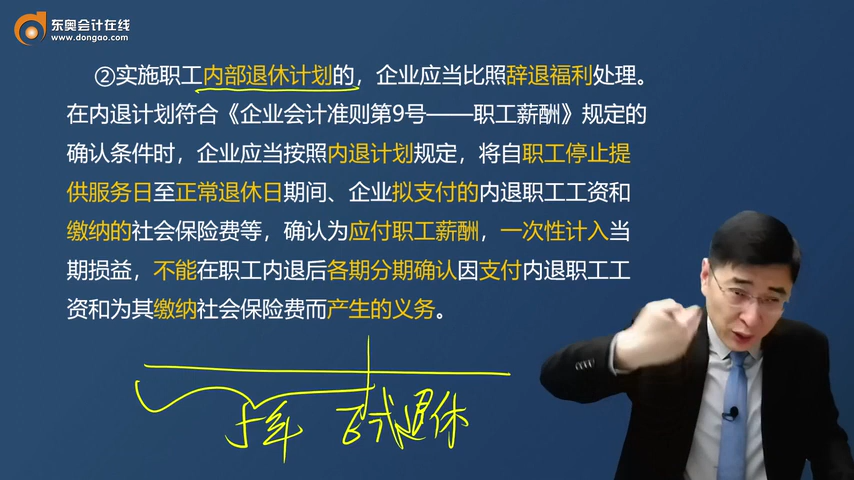 东奥会计在线
www.dongao.com
②实施职工内部退休计划的，企业应当比照辞退福利处理。
在内退计划符合《企业会计准则第9号——职工薪酬》规定的
确认条件时，企业应当按照内退计划规定，将自职工停止提
供服务日至正常退休日期间、企业拟支付的内退职工工资和
缴纳的社会保险费等，确认为应付职工薪酬，一次性计入当
期损益，不能在职工内退后各期分期确认因支付内退职工工
资和为其缴纳社会保险费而产生的义务。
5年 正式退休